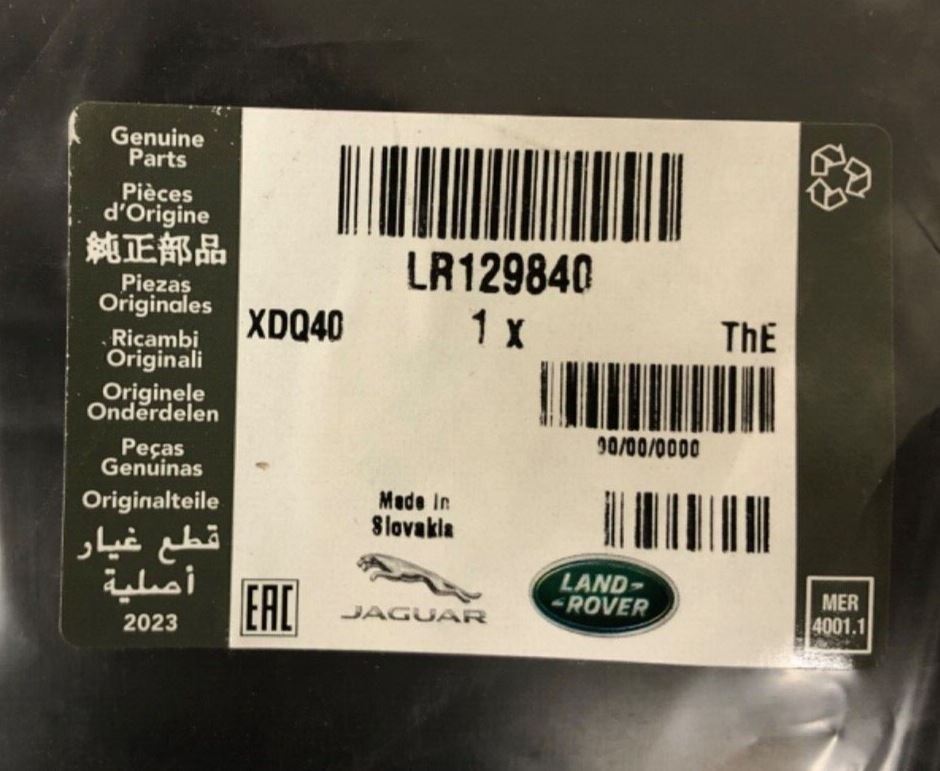 Genuine
Parts
Pièces
d'Origine
純正部品
Piezas
Originales
Ricambi
Originali
Originele
Onderdelen
Peças
Genuinas
Originalteile
قطع غيار
أصلية
2023
LR129840
XDQ40 1 x ThE
00/00/0000
Made in
Slovakia
EAC
JAGUAR
LAND-
-ROVER
MER
4001.1